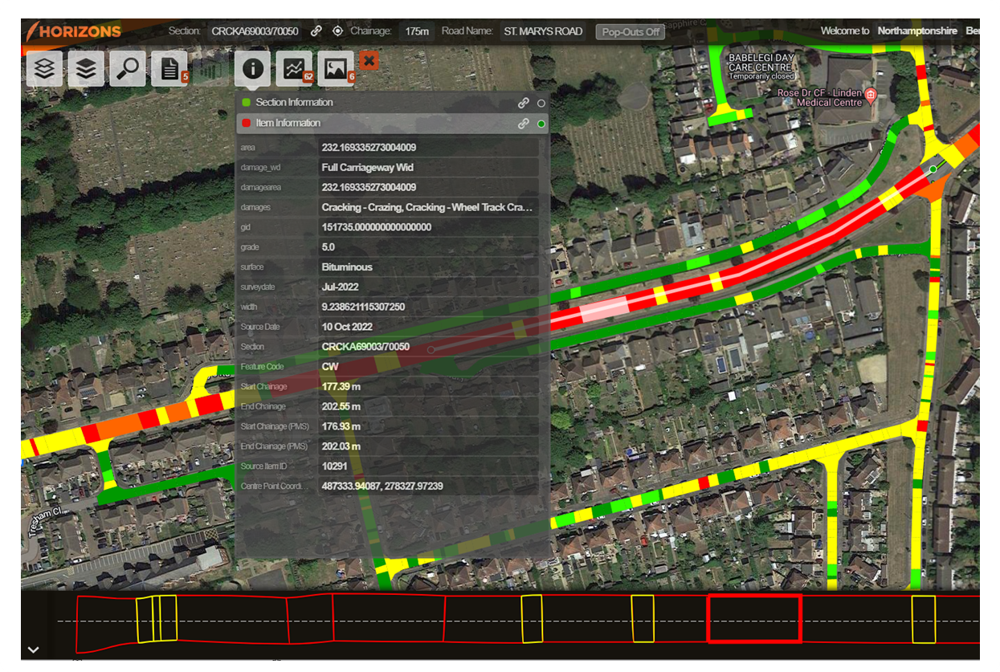 HORIZONS Section: CRCKA69003/70050 Chainage: 175m Road Name: ST. MARYS ROAD Pop-Outs Off Sapphire C Welcome to Northamptonshire Ber
5 62 6
BABELEGI DAY
CARE CENTRE
Temporarily closed
Rose Dr CF - Linden
Medical Centre
Section Information
Item Information
area 232.169335273004009
damage_wd Full Carriageway Wid
damagearea 232.169335273004009
damages Cracking - Crazing, Cracking - Wheel Track Cra...
gid 151735.000000000000000
grade 5.0
surface Bituminous
surveydate Jul-2022
width 9.238621115307250
Source Date 10 Oct 2022
Section CRCKA69003/70050
Feature Code CW
Start Chainage 177.39 m
End Chainage 202.55 m
Start Chainage (PMS) 176.93 m
End Chainage (PMS) 202.03 m
Source Item ID 10291
Centre Point Coordi... 487333.94087, 278327.97239
Tresham Cl